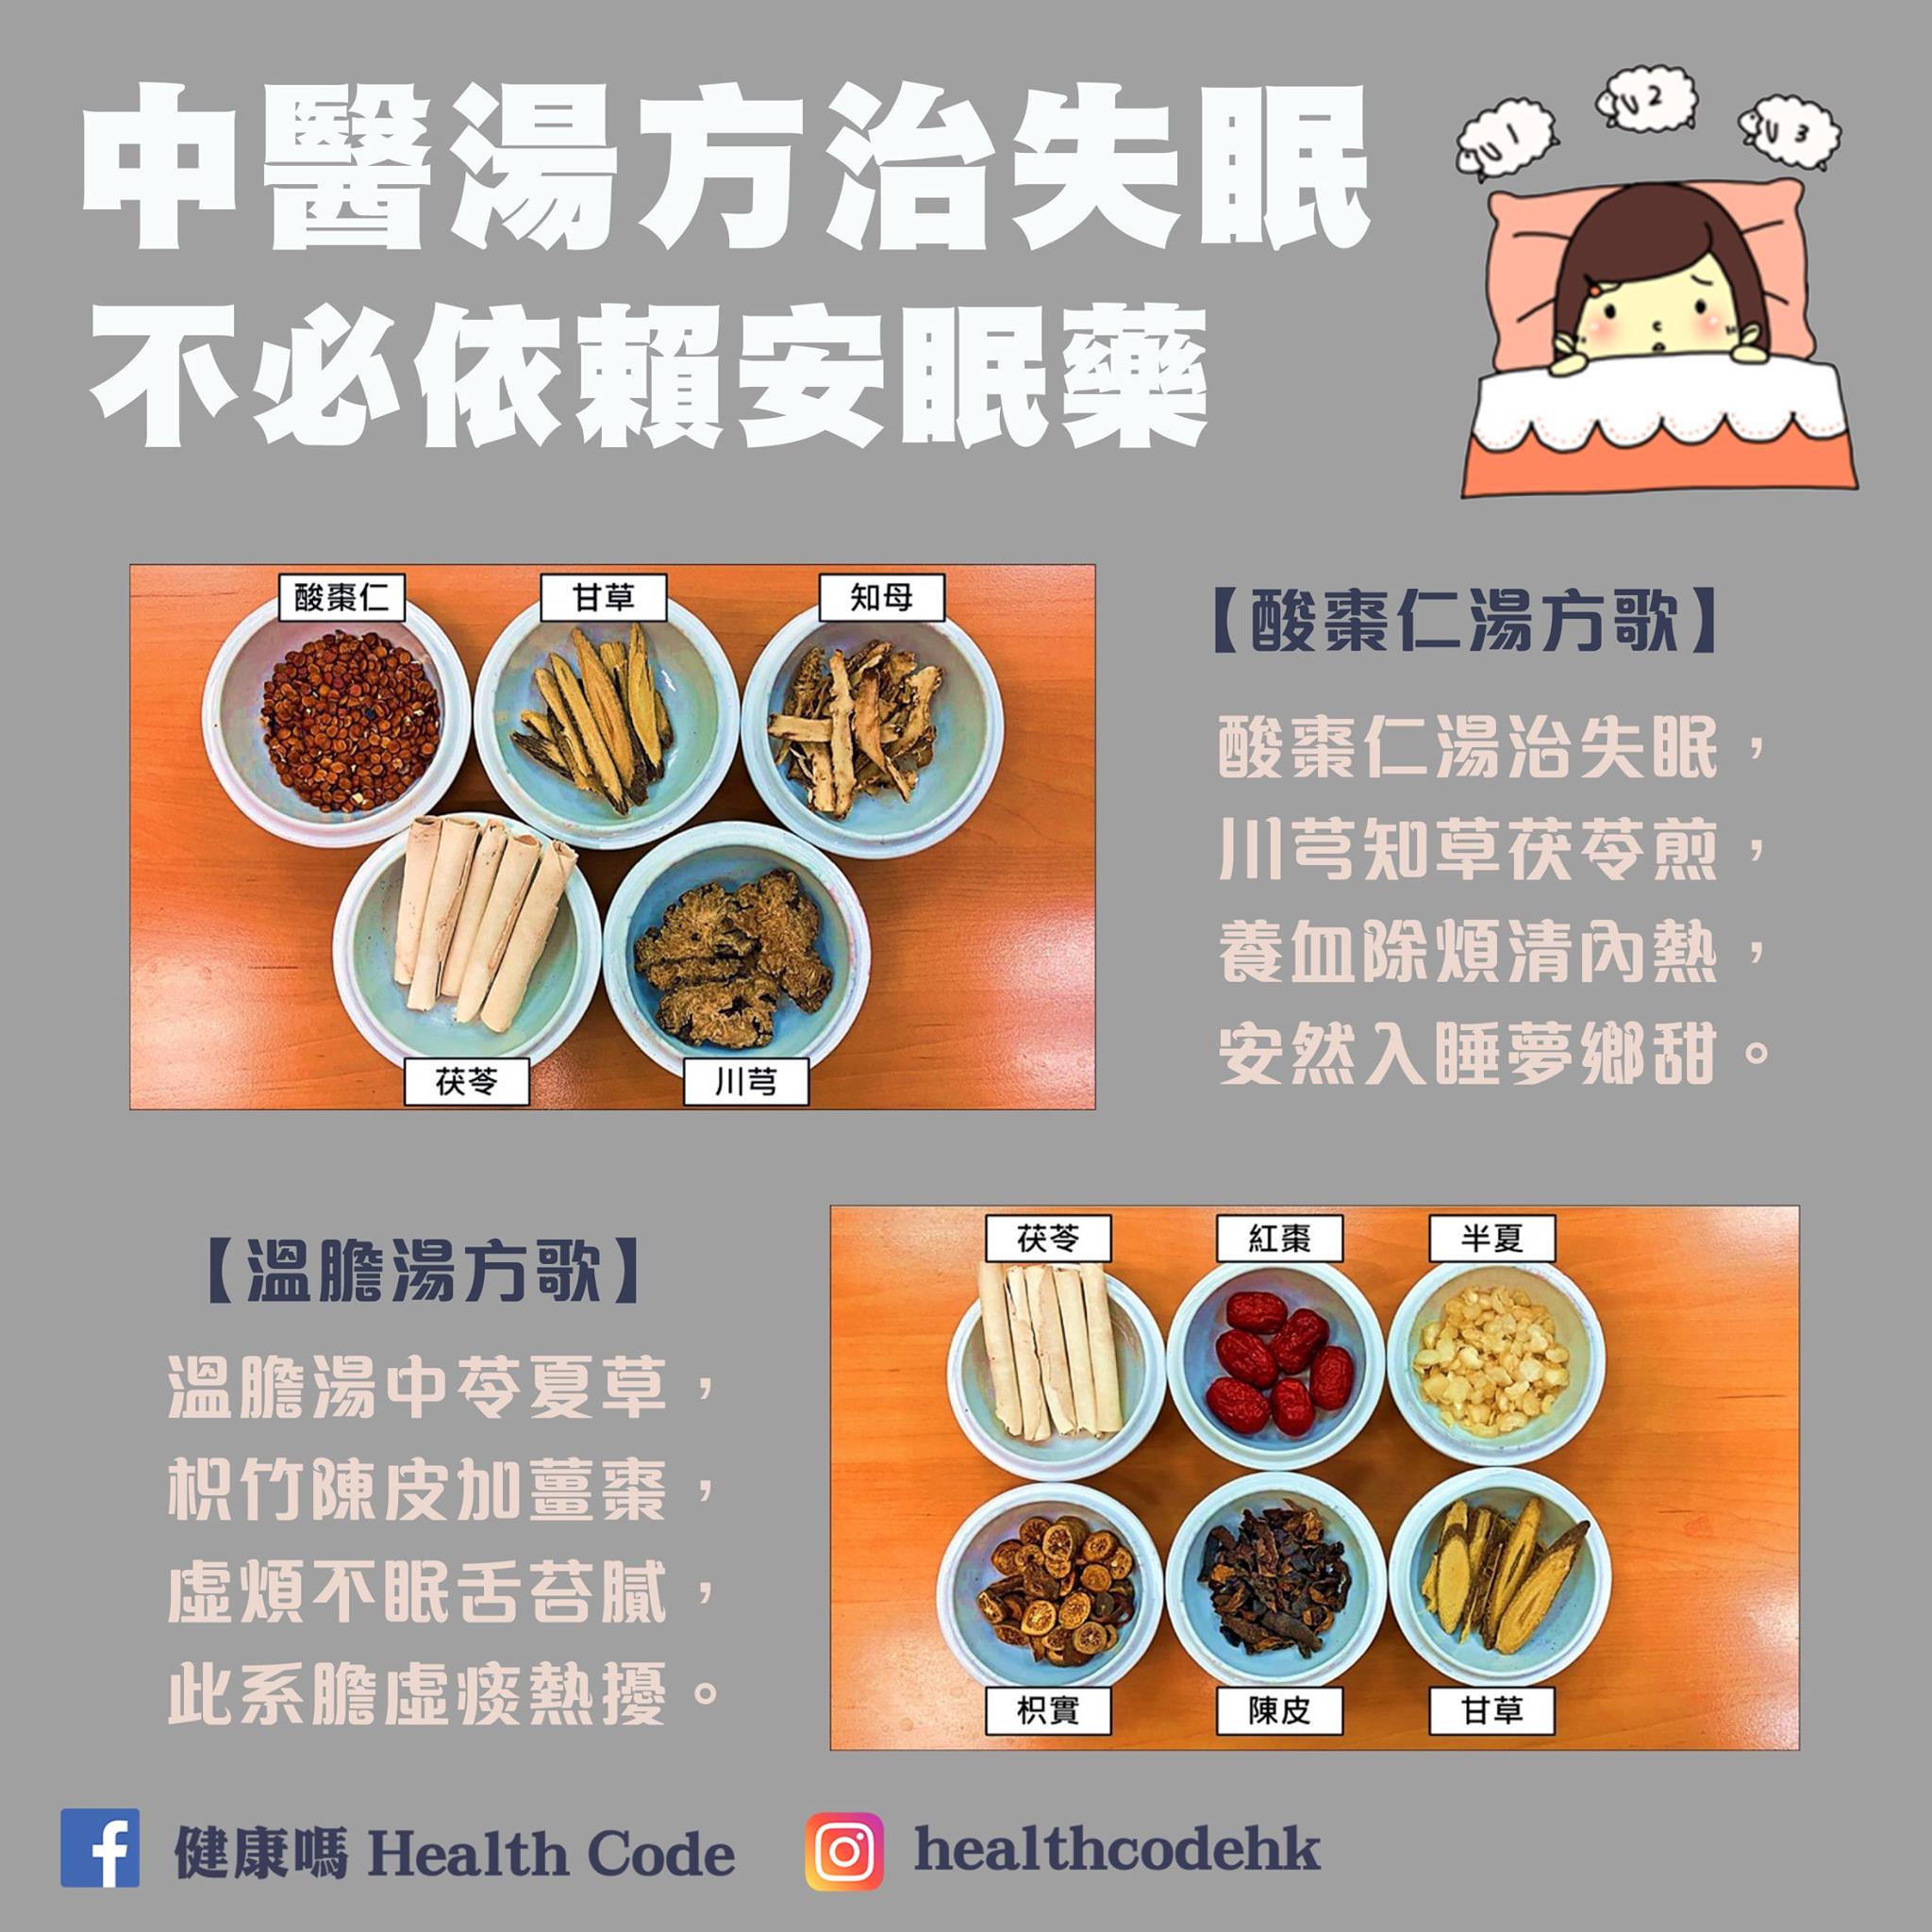 中醫湯方治失眠
不必依賴安眠藥
1
2
3
酸棗仁
甘草
知母
茯苓
川芎
【酸棗仁湯方歌】
酸棗仁湯治失眠，
川芎知草茯苓煎，
養血除煩清內熱，
安然入睡夢鄉甜。
【溫膽湯方歌】
溫膽湯中苓夏草，
枳竹陳皮加薑棗，
虛煩不眠舌苔膩，
此系膽虛痰熱擾。
茯苓
紅棗
半夏
枳實
陳皮
甘草
健康嗎 Health Code
healthcodehk